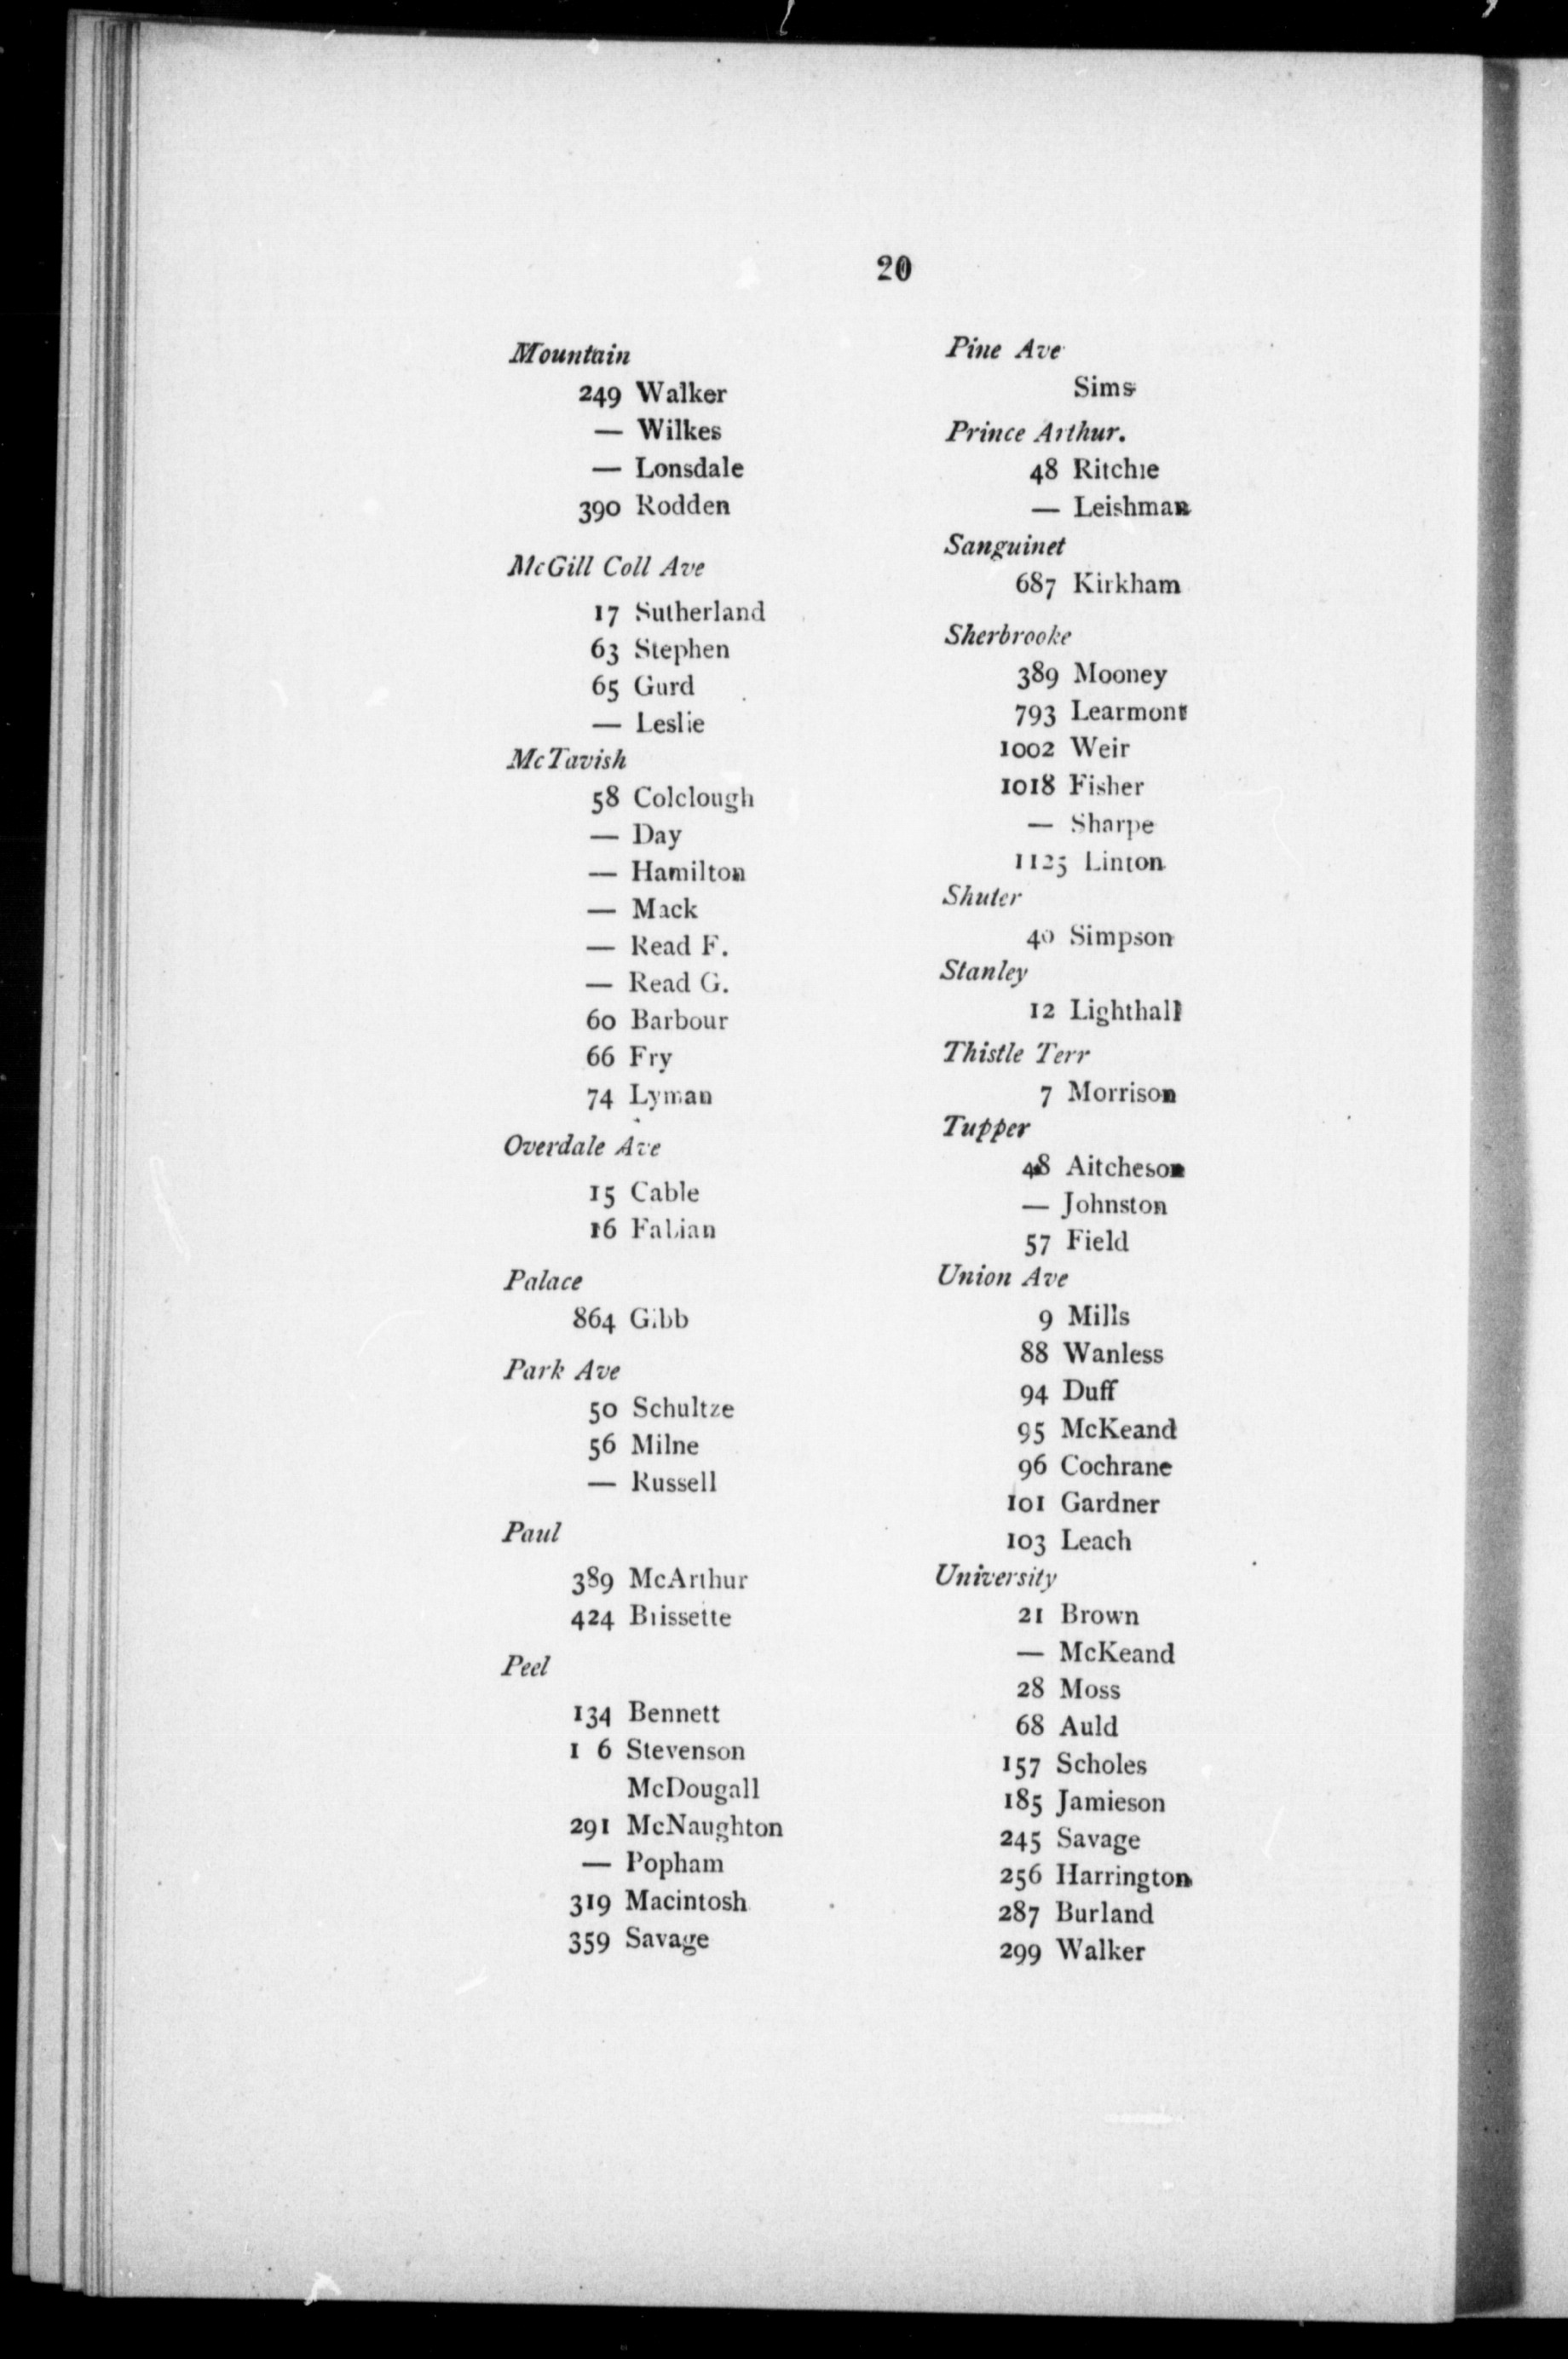 20
Mountain
249 Walker
— Wilkes
— Lonsdale
390 Rodden
McGill Coll Ave
17 Sutherland
63 Stephen
65 Gurd
— Leslie
McTavish
58 Colclough
— Day
— Hamilton
— Mack
— Read F.
— Read G.
60 Barbour
66 Fry
74 Lyman
Overdale Ave
15 Cable
16 Fabian
Palace
864 Gibb
Park Ave
50 Schultze
56 Milne
— Russell
Paul
389 McArthur
424 Brissette
Peel
134 Bennett
1 6 Stevenson
McDougall
291 McNaughton
— Popham
319 Macintosh
359 Savage
Pine Ave
Sims
Prince Arthur.
48 Ritchie
— Leishman
Sanguinet
687 Kirkham
Sherbrooke
389 Mooney
793 Learmont
1002 Weir
1018 Fisher
— Sharpe
1125 Linton
Shuter
40 Simpson
Stanley
12 Lighthall
Thistle Terr
7 Morrison
Tupper
48 Aitcheson
— Johnston
57 Field
Union Ave
9 Mills
88 Wanless
94 Duff
95 McKeand
96 Cochrane
101 Gardner
103 Leach
University
21 Brown
— McKeand
28 Moss
68 Auld
157 Scholes
185 Jamieson
245 Savage
256 Harrington
287 Burland
299 Walker